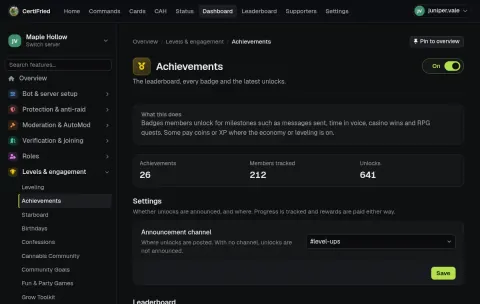 CertiFried
Home
Commands
Cards
CAH
Status
Dashboard
Leaderboard
Supporters
Settings
JV
juniper.vale
JV
Maple Hollow
Switch server
Search features...
Overview
Bot & server setup
Protection & anti-raid
Moderation & AutoMod
Verification & joining
Roles
Levels & engagement
Leveling
Achievements
Starboard
Birthdays
Confessions
Cannabis Community
Community Goals
Fun & Party Games
Grow Toolkit
Overview / Levels & engagement / Achievements
Pin to overview
Achievements
On
The leaderboard, every badge and the latest unlocks.
What this does
Badges members unlock for milestones such as messages sent, time in voice, casino wins and RPG
quests. Some pay coins or XP where the economy or leveling is on.
Achievements
26
Members tracked
212
Unlocks
641
Settings
Whether unlocks are announced, and where. Progress is tracked and rewards are paid either way.
Announcement channel
Where unlocks are posted. With no channel, unlocks are
not announced.
#level-ups
Save
Leaderboard